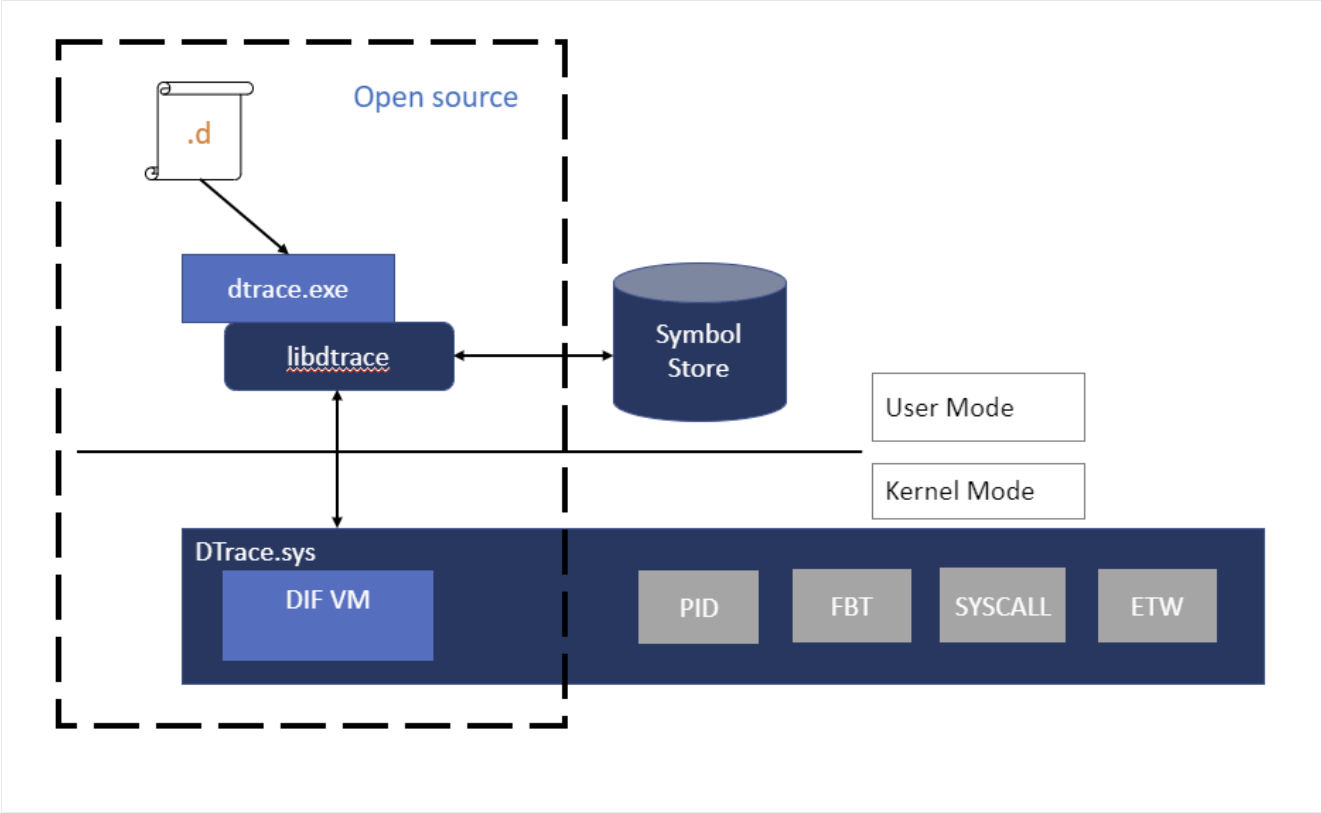 Open source
.d
dtrace.exe
libdtrace
Symbol
Store
User Mode
Kernel Mode
DTrace.sys
DIF VM
PID
FBT
SYSCALL
ETW